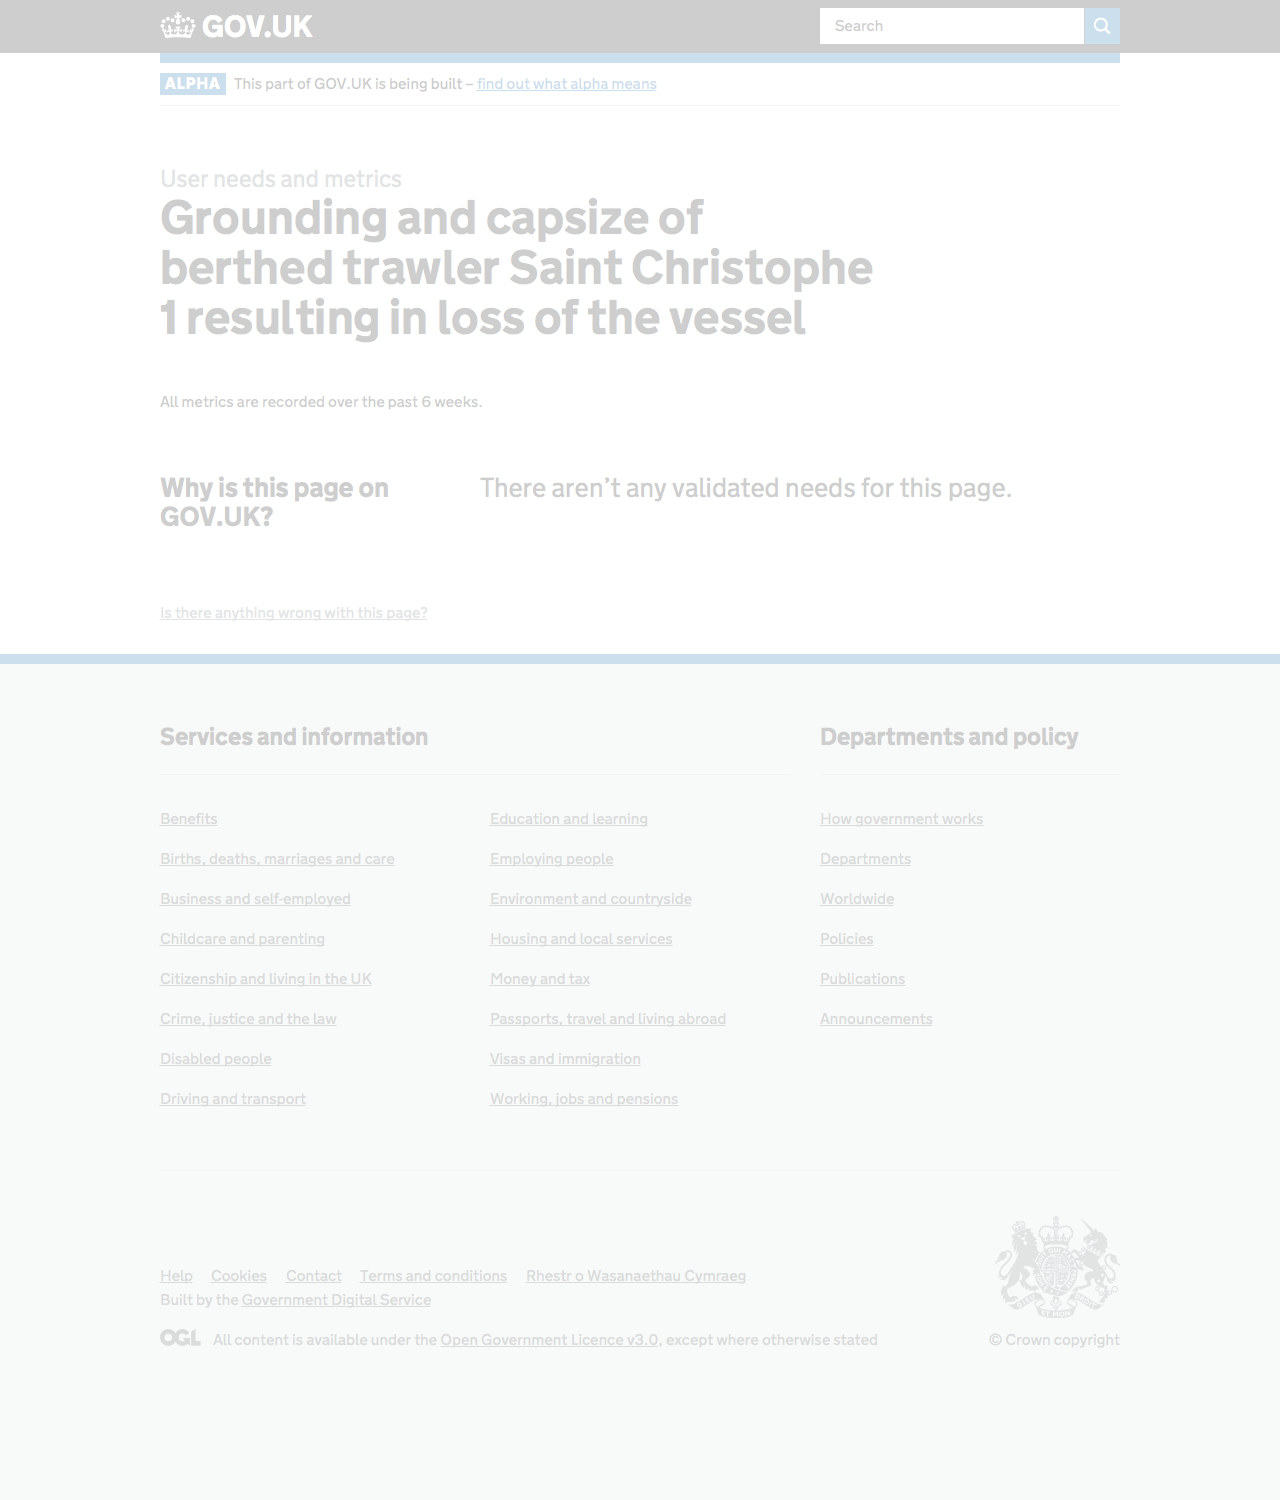 GOV.UK
Search
ALPHA This part of GOV.UK is being built – find out what alpha means
User needs and metrics
Grounding and capsize of
berthed trawler Saint Christophe
1 resulting in loss of the vessel
All metrics are recorded over the past 6 weeks.
Why is this page on
GOV.UK?
There aren’t any validated needs for this page.
Is there anything wrong with this page?
Services and information
Benefits
Births, deaths, marriages and care
Business and self-employed
Childcare and parenting
Citizenship and living in the UK
Crime, justice and the law
Disabled people
Driving and transport
Education and learning
Employing people
Environment and countryside
Housing and local services
Money and tax
Passports, travel and living abroad
Visas and immigration
Working, jobs and pensions
Departments and policy
How government works
Departments
Worldwide
Policies
Publications
Announcements
Help Cookies Contact Terms and conditions Rhestr o Wasanaethau Cymraeg
Built by the Government Digital Service
OGL All content is available under the Open Government Licence v3.0, except where otherwise stated
© Crown copyright